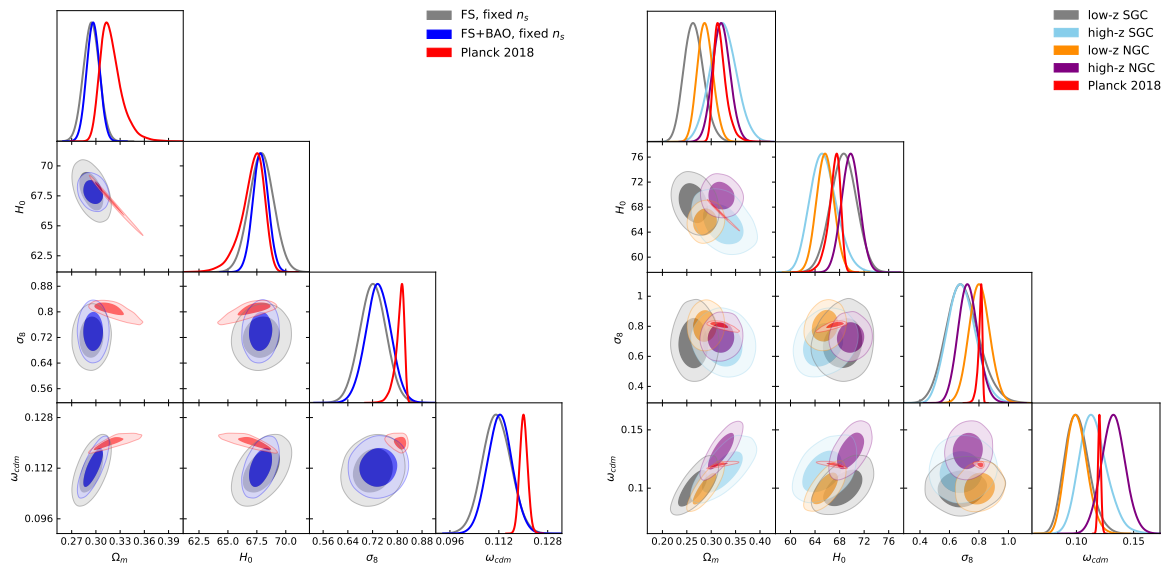 FS, fixed n_s
FS+BAO, fixed n_s
Planck 2018
70
67.5
65
62.5
H_0
0.88
0.8
0.72
0.64
0.56
σ_8
0.128
0.112
0.096
ω_cdm
0.27 0.30 0.33 0.36 0.39
Ω_m
62.5 65.0 67.5 70.0
H_0
0.56 0.64 0.72 0.80 0.88
σ_8
0.096 0.112 0.128
ω_cdm
low-z SGC
high-z SGC
low-z NGC
high-z NGC
Planck 2018
76
72
68
64
60
H_0
1
0.8
0.6
0.4
σ_8
0.15
0.1
ω_cdm
0.20 0.25 0.30 0.35 0.40
Ω_m
60 64 68 72 76
H_0
0.4 0.6 0.8 1.0
σ_8
0.10 0.15
ω_cdm